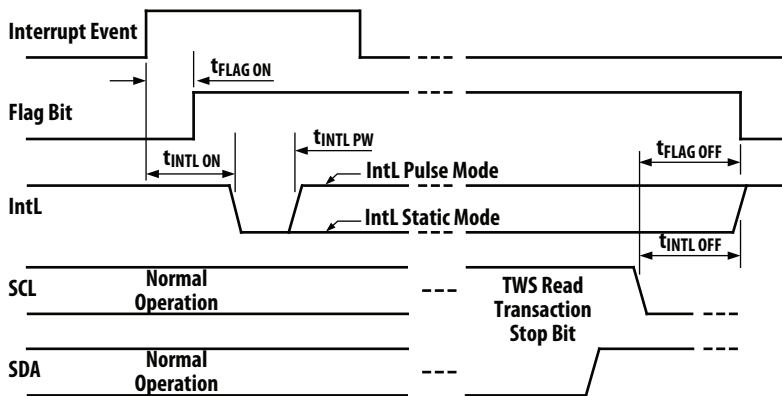 Interrupt Event
tFLAG ON
Flag Bit
tINTL ON
tINTL PW
tFLAG OFF
IntL Pulse Mode
IntL
IntL Static Mode
tINTL OFF
SCL
Normal
Operation
TWS Read
Transaction
Stop Bit
SDA
Normal
Operation